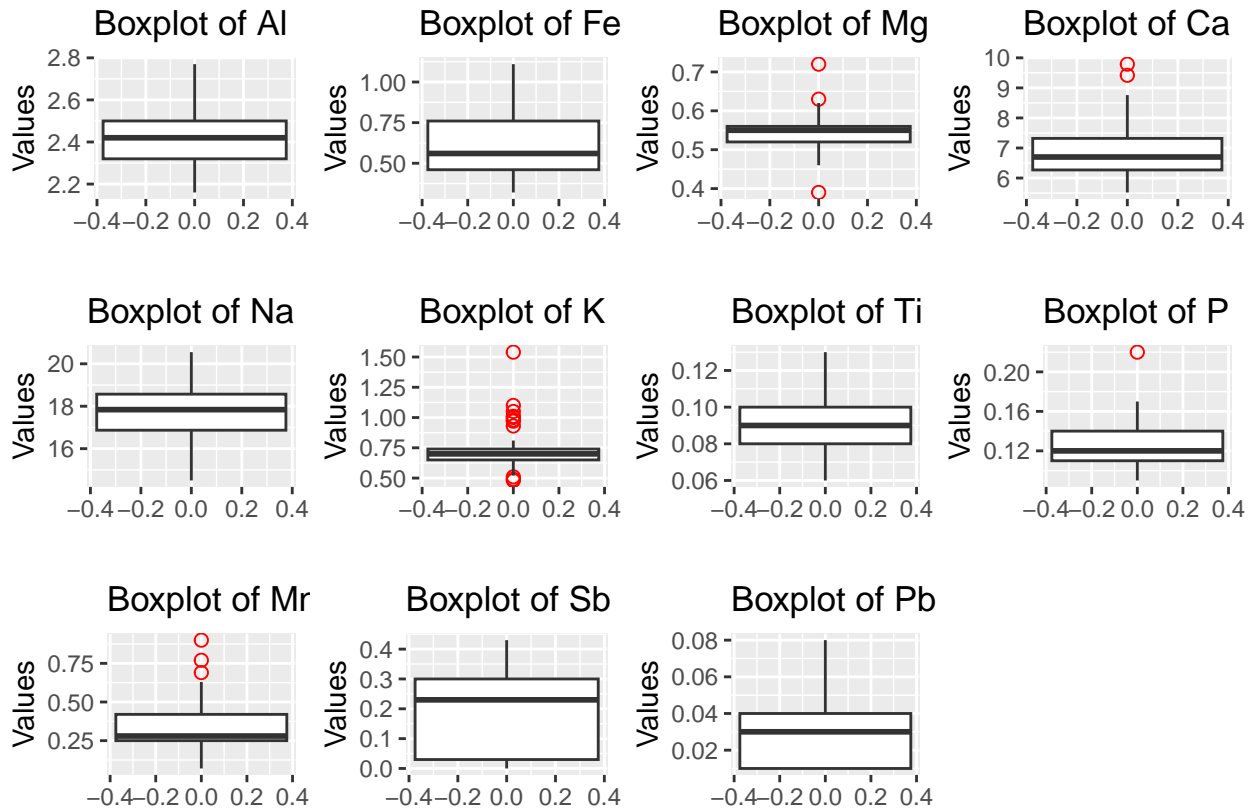 Boxplot of Al
Boxplot of Fe
Boxplot of Mg
Boxplot of Ca
Values
2.8
2.6
2.4
2.2
−0.4 −0.2 0.0 0.2 0.4
1.00
0.75
0.50
−0.4 −0.2 0.0 0.2 0.4
Values
0.7
0.6
0.5
0.4
−0.4 −0.2 0.0 0.2 0.4
Values
10
9
8
7
6
−0.4 −0.2 0.0 0.2 0.4
Boxplot of Na
Boxplot of K
Boxplot of Ti
Boxplot of P
Values
20
18
16
−0.4 −0.2 0.0 0.2 0.4
Values
1.50
1.25
1.00
0.75
0.50
−0.4 −0.2 0.0 0.2 0.4
Values
0.12
0.10
0.08
0.06
−0.4 −0.2 0.0 0.2 0.4
Values
0.20
0.16
0.12
−0.4 −0.2 0.0 0.2 0.4
Boxplot of Mr
Boxplot of Sb
Boxplot of Pb
Values
0.75
0.50
0.25
−0.4 −0.2 0.0 0.2 0.4
Values
0.4
0.3
0.2
0.1
0.0
−0.4 −0.2 0.0 0.2 0.4
Values
0.08
0.06
0.04
0.02
−0.4 −0.2 0.0 0.2 0.4